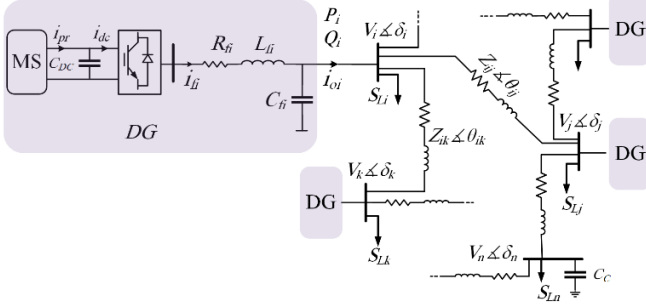 MS
i_pr
i_dc
C_DC
i_fi
R_fi
L_fi
C_fi
DG
P_i
Q_i
i_oi
V_i∡δ_i
S_Li
Z_ij∡θ_ij
Z_ik∡θ_ik
DG
V_j∡δ_j
DG
S_Lj
DG
V_k∡δ_k
S_Lk
V_n∡δ_n
S_Ln
C_C